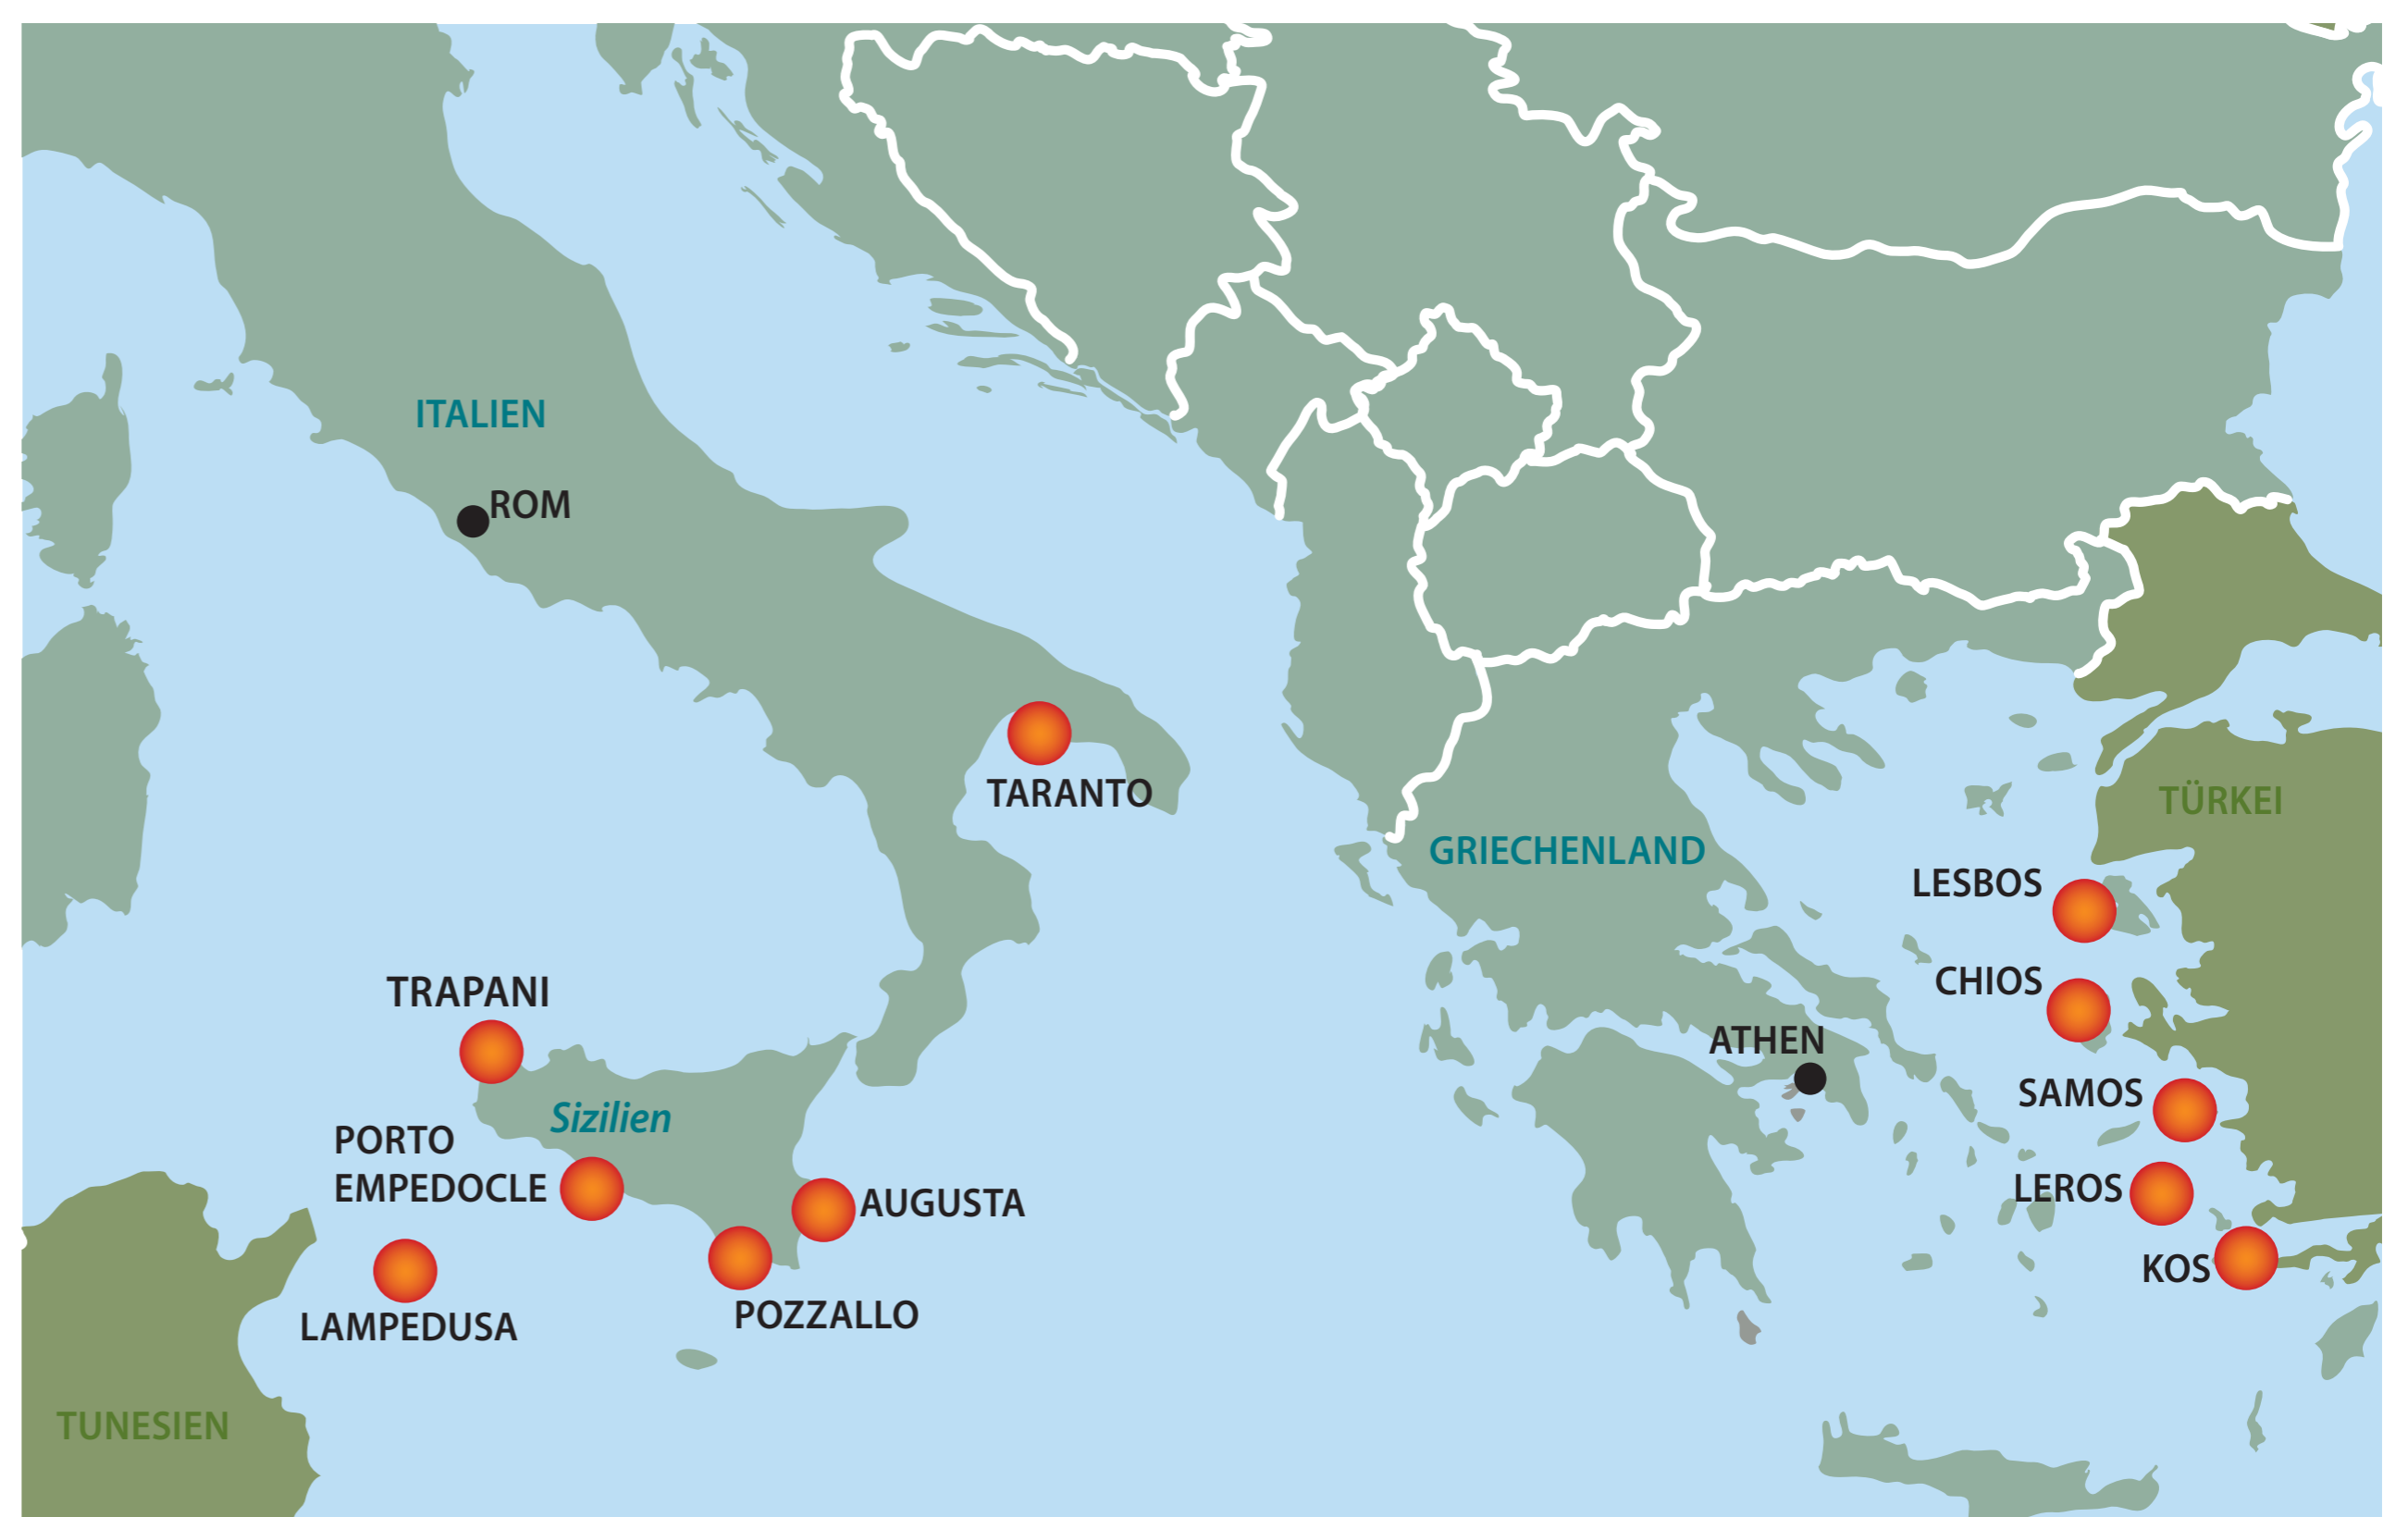 ITALIEN
ROM
TARANTO
GRIECHENLAND
TÜRKEI
LESBOS
CHIOS
TRAPANI
ATHEN
SAMOS
Sizilien
PORTO
EMPEDOCLE
LEROS
AUGUSTA
KOS
POZZALLO
LAMPEDUSA
TUNESIEN